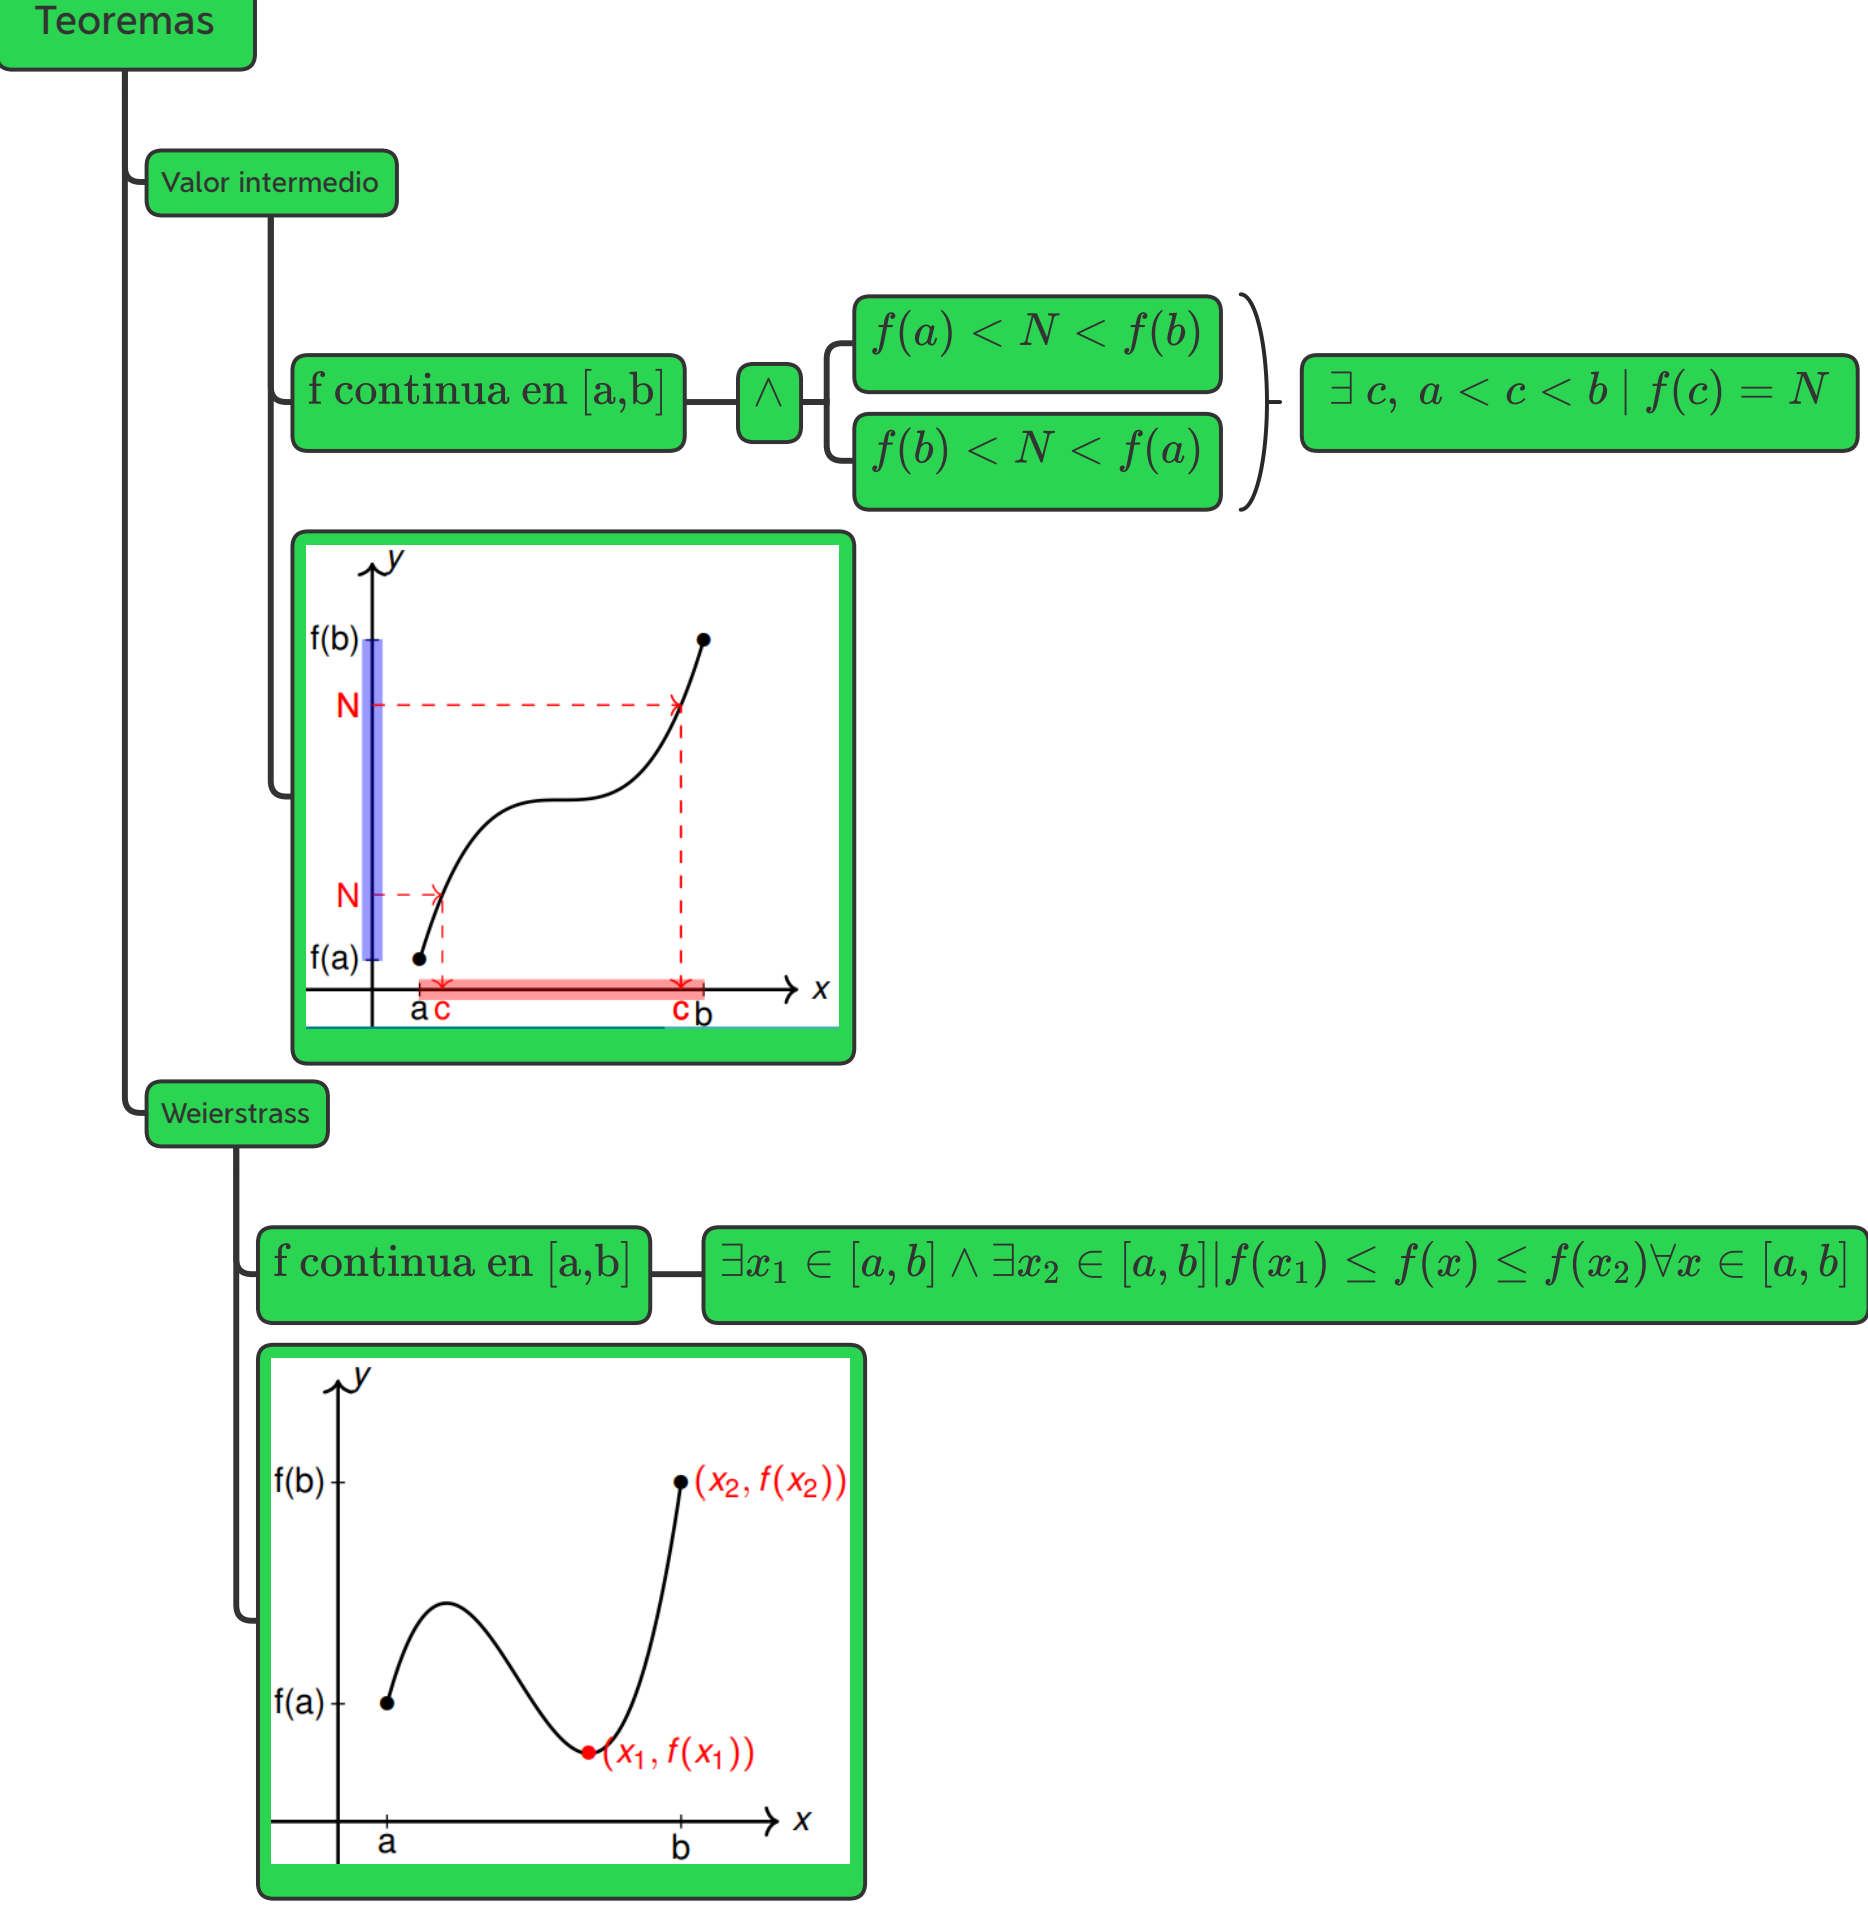 Teoremas
Valor intermedio
f continua en [a,b]
∧
f(a) < N < f(b)
f(b) < N < f(a)
∃ c, a < c < b | f(c) = N
y
f(b)
N
N
f(a)
x
a c c b
Weierstrass
f continua en [a,b]
∃x₁ ∈ [a, b] ∧ ∃x₂ ∈ [a, b]|f(x₁) ≤ f(x) ≤ f(x₂)∀x ∈ [a, b]
y
f(b) (x₂, f(x₂))
f(a)
(x₁, f(x₁))
x
a b